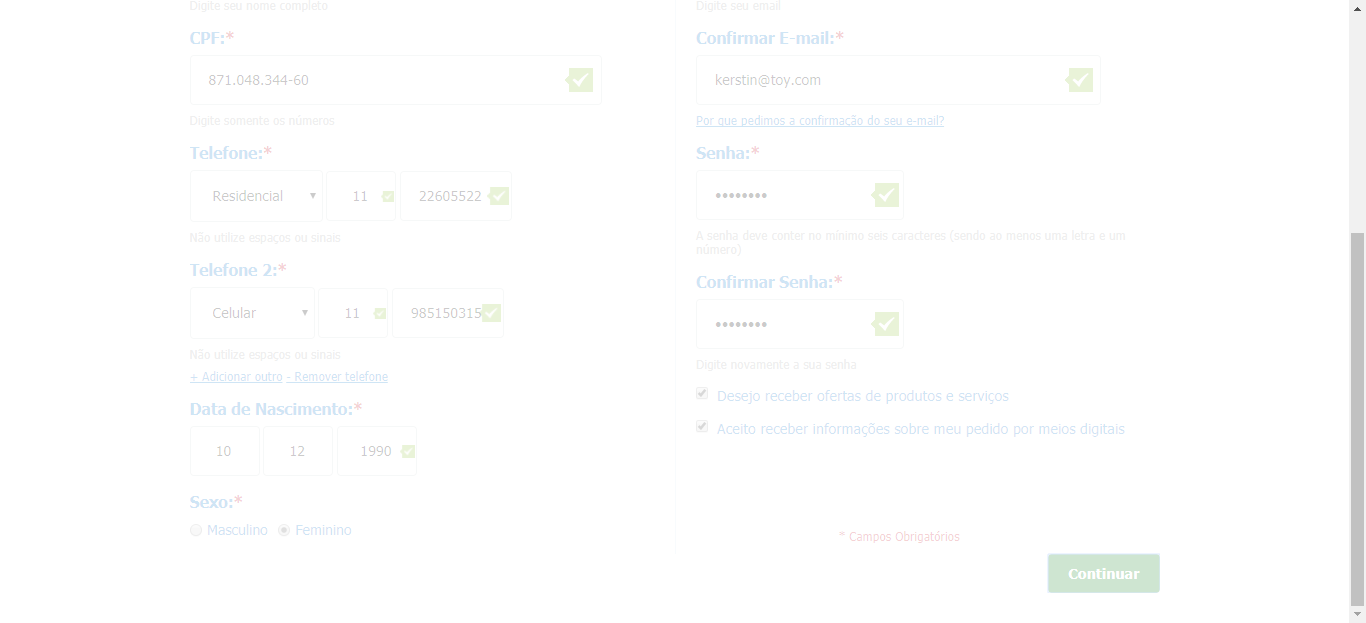 Digite seu nome completo
CPF:*
871.048.344-60
Digite somente os números
Telefone:*
Residencial 11 22605522
Não utilize espaços ou sinais
Telefone 2:*
Celular 11 985150315
Não utilize espaços ou sinais
+ Adicionar outro - Remover telefone
Data de Nascimento:*
10 12 1990
Sexo:*
Masculino Feminino
Digite seu email
Confirmar E-mail:*
kerstin@toy.com
Por que pedimos a confirmação do seu e-mail?
Senha:*
••••••••
A senha deve conter no mínimo seis caracteres (sendo ao menos uma letra e um
número)
Confirmar Senha:*
••••••••
Digite novamente a sua senha
Desejo receber ofertas de produtos e serviços
Aceito receber informações sobre meu pedido por meios digitais
* Campos Obrigatórios
Continuar